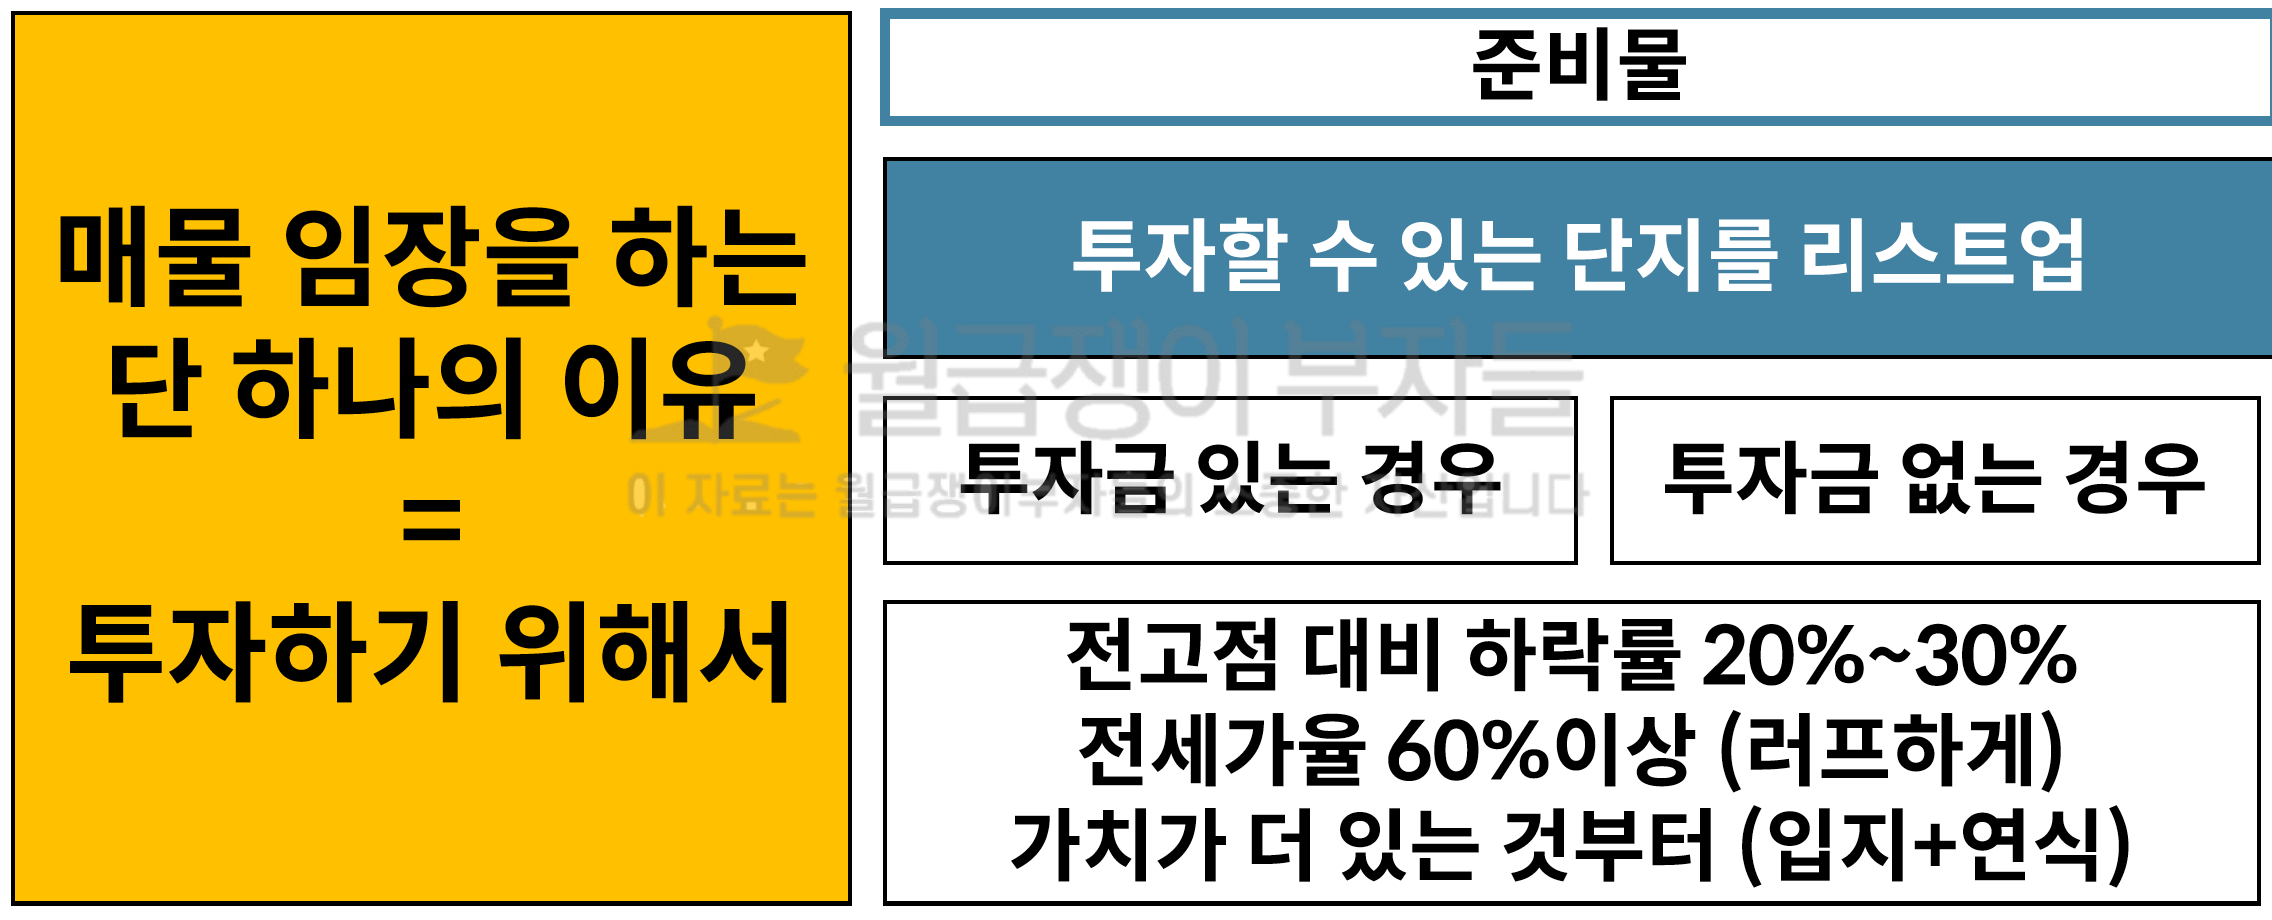 매물 임장을 하는
단 하나의 이유
=
투자하기 위해서
준비물
투자할 수 있는 단지를 리스트업
투자금 있는 경우
투자금 없는 경우
전고점 대비 하락률 20%~30%
전세가율 60%이상 (러프하게)
가치가 더 있는 것부터 (입지+연식)
월급쟁이부자들
이 자료는 월급쟁이부자들의 소중한 자산입니다